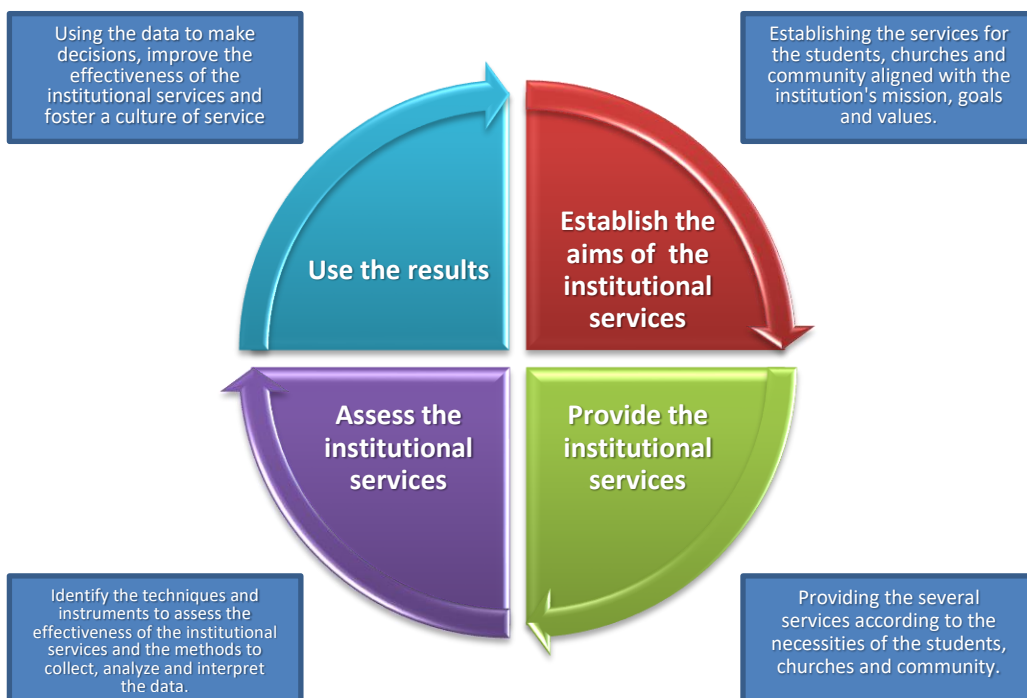 Using the data to make
decisions, improve the
effectiveness of the
institutional services and
foster a culture of service
Establishing the services for
the students, churches and
community aligned with the
institution's mission, goals
and values.
Use the results
Establish the
aims of the
institutional
services
Assess the
institutional
services
Provide the
institutional
services
Identify the techniques and
instruments to assess the
effectiveness of the institutional
services and the methods to
collect, analyze and interpret
the data.
Providing the several
services according to the
necessities of the students,
churches and community.